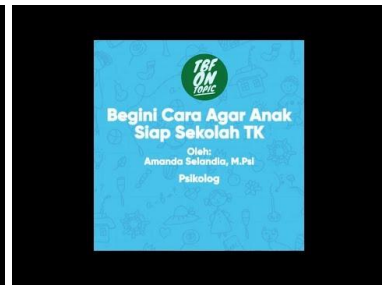 TBF
ON
TOPIC
Begini Cara Agar Anak
Siap Sekolah TK
Oleh:
Amanda Selandia, M.Psi
Psikolog